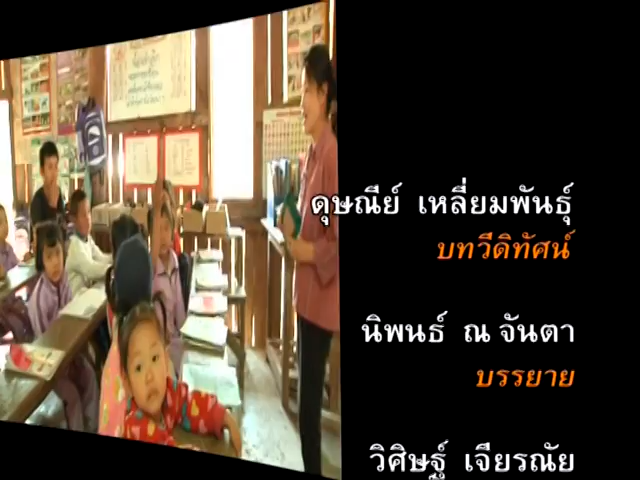 ดุษณีย์ เหลี่ยมพันธุ์
บทวีดิทัศน์
นิพนธ์ ณ จันตา
บรรยาย
วิศิษฐ์ เจียรณัย